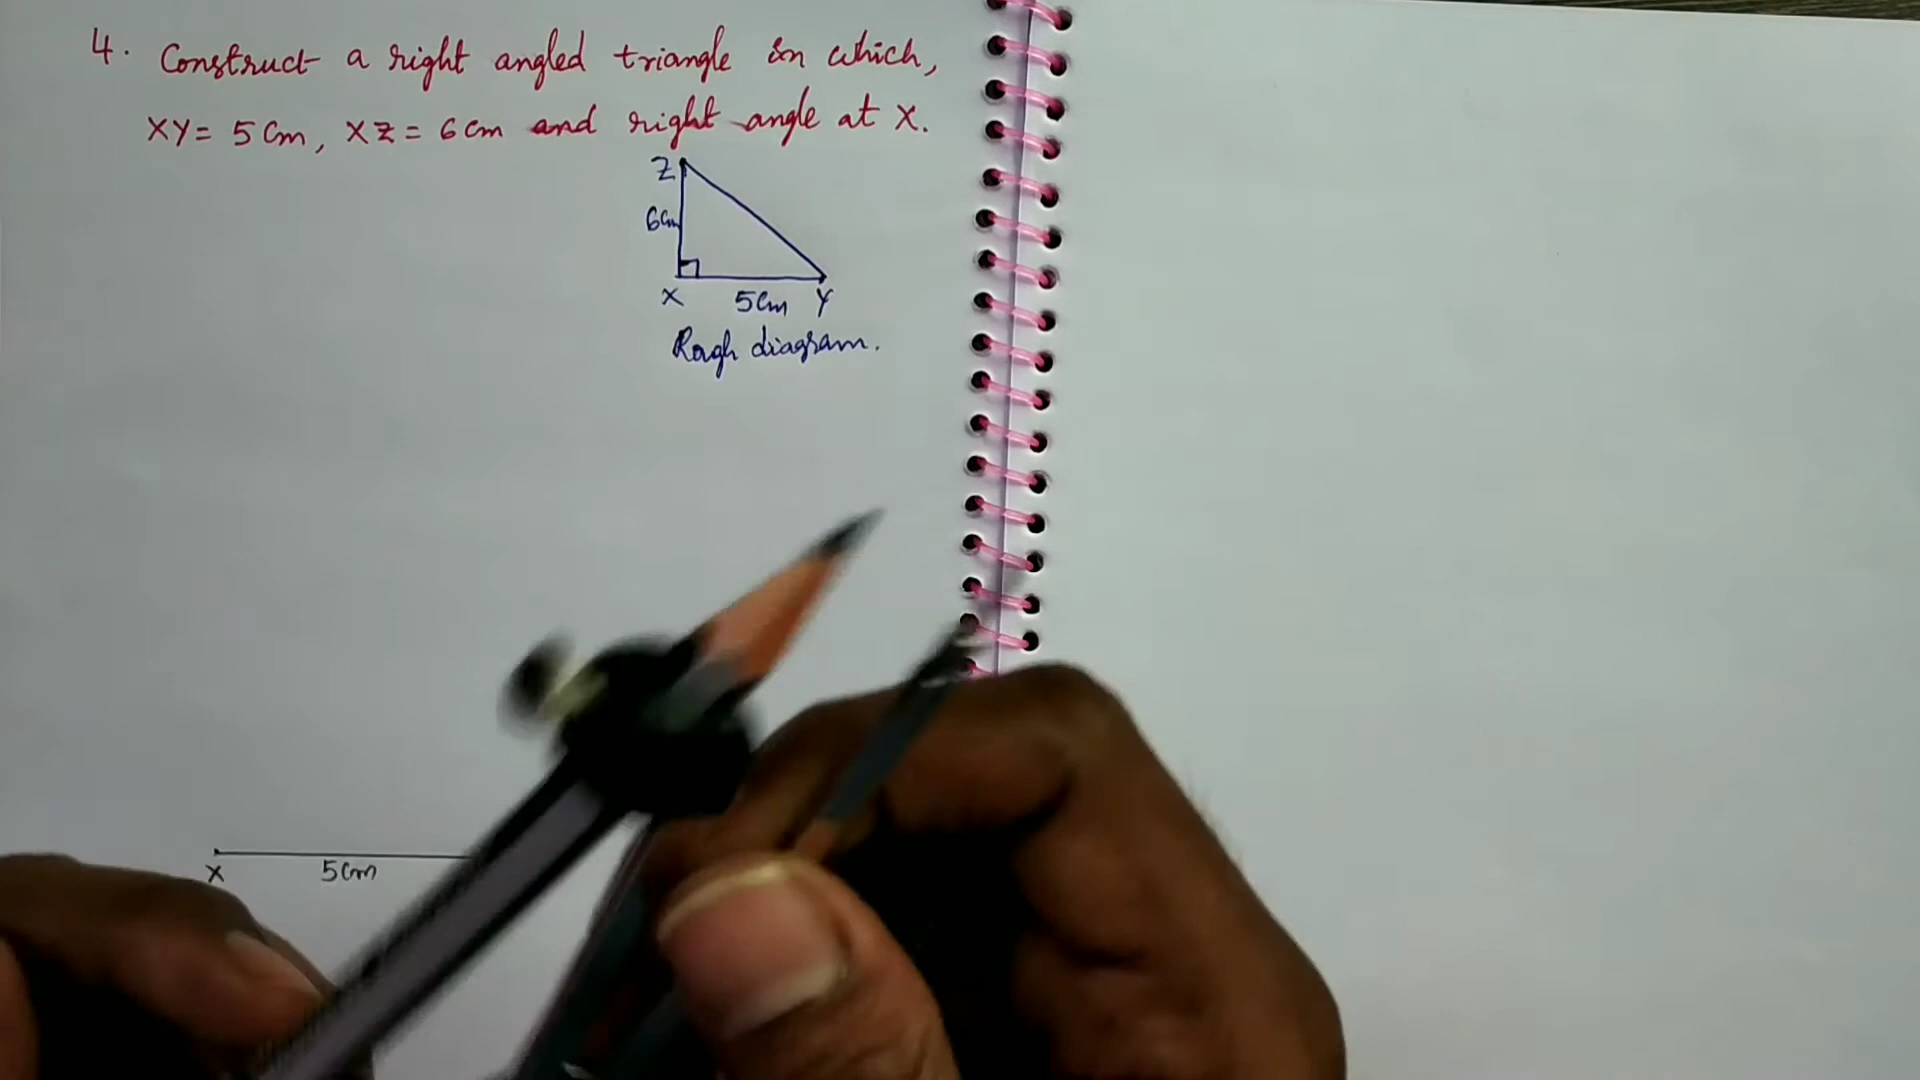 4. Construct a right angled triangle in which,
XY = 5 cm, XZ = 6 cm and right angle at X.
Z
6cm
X 5cm Y
Rough diagram.
X 5cm